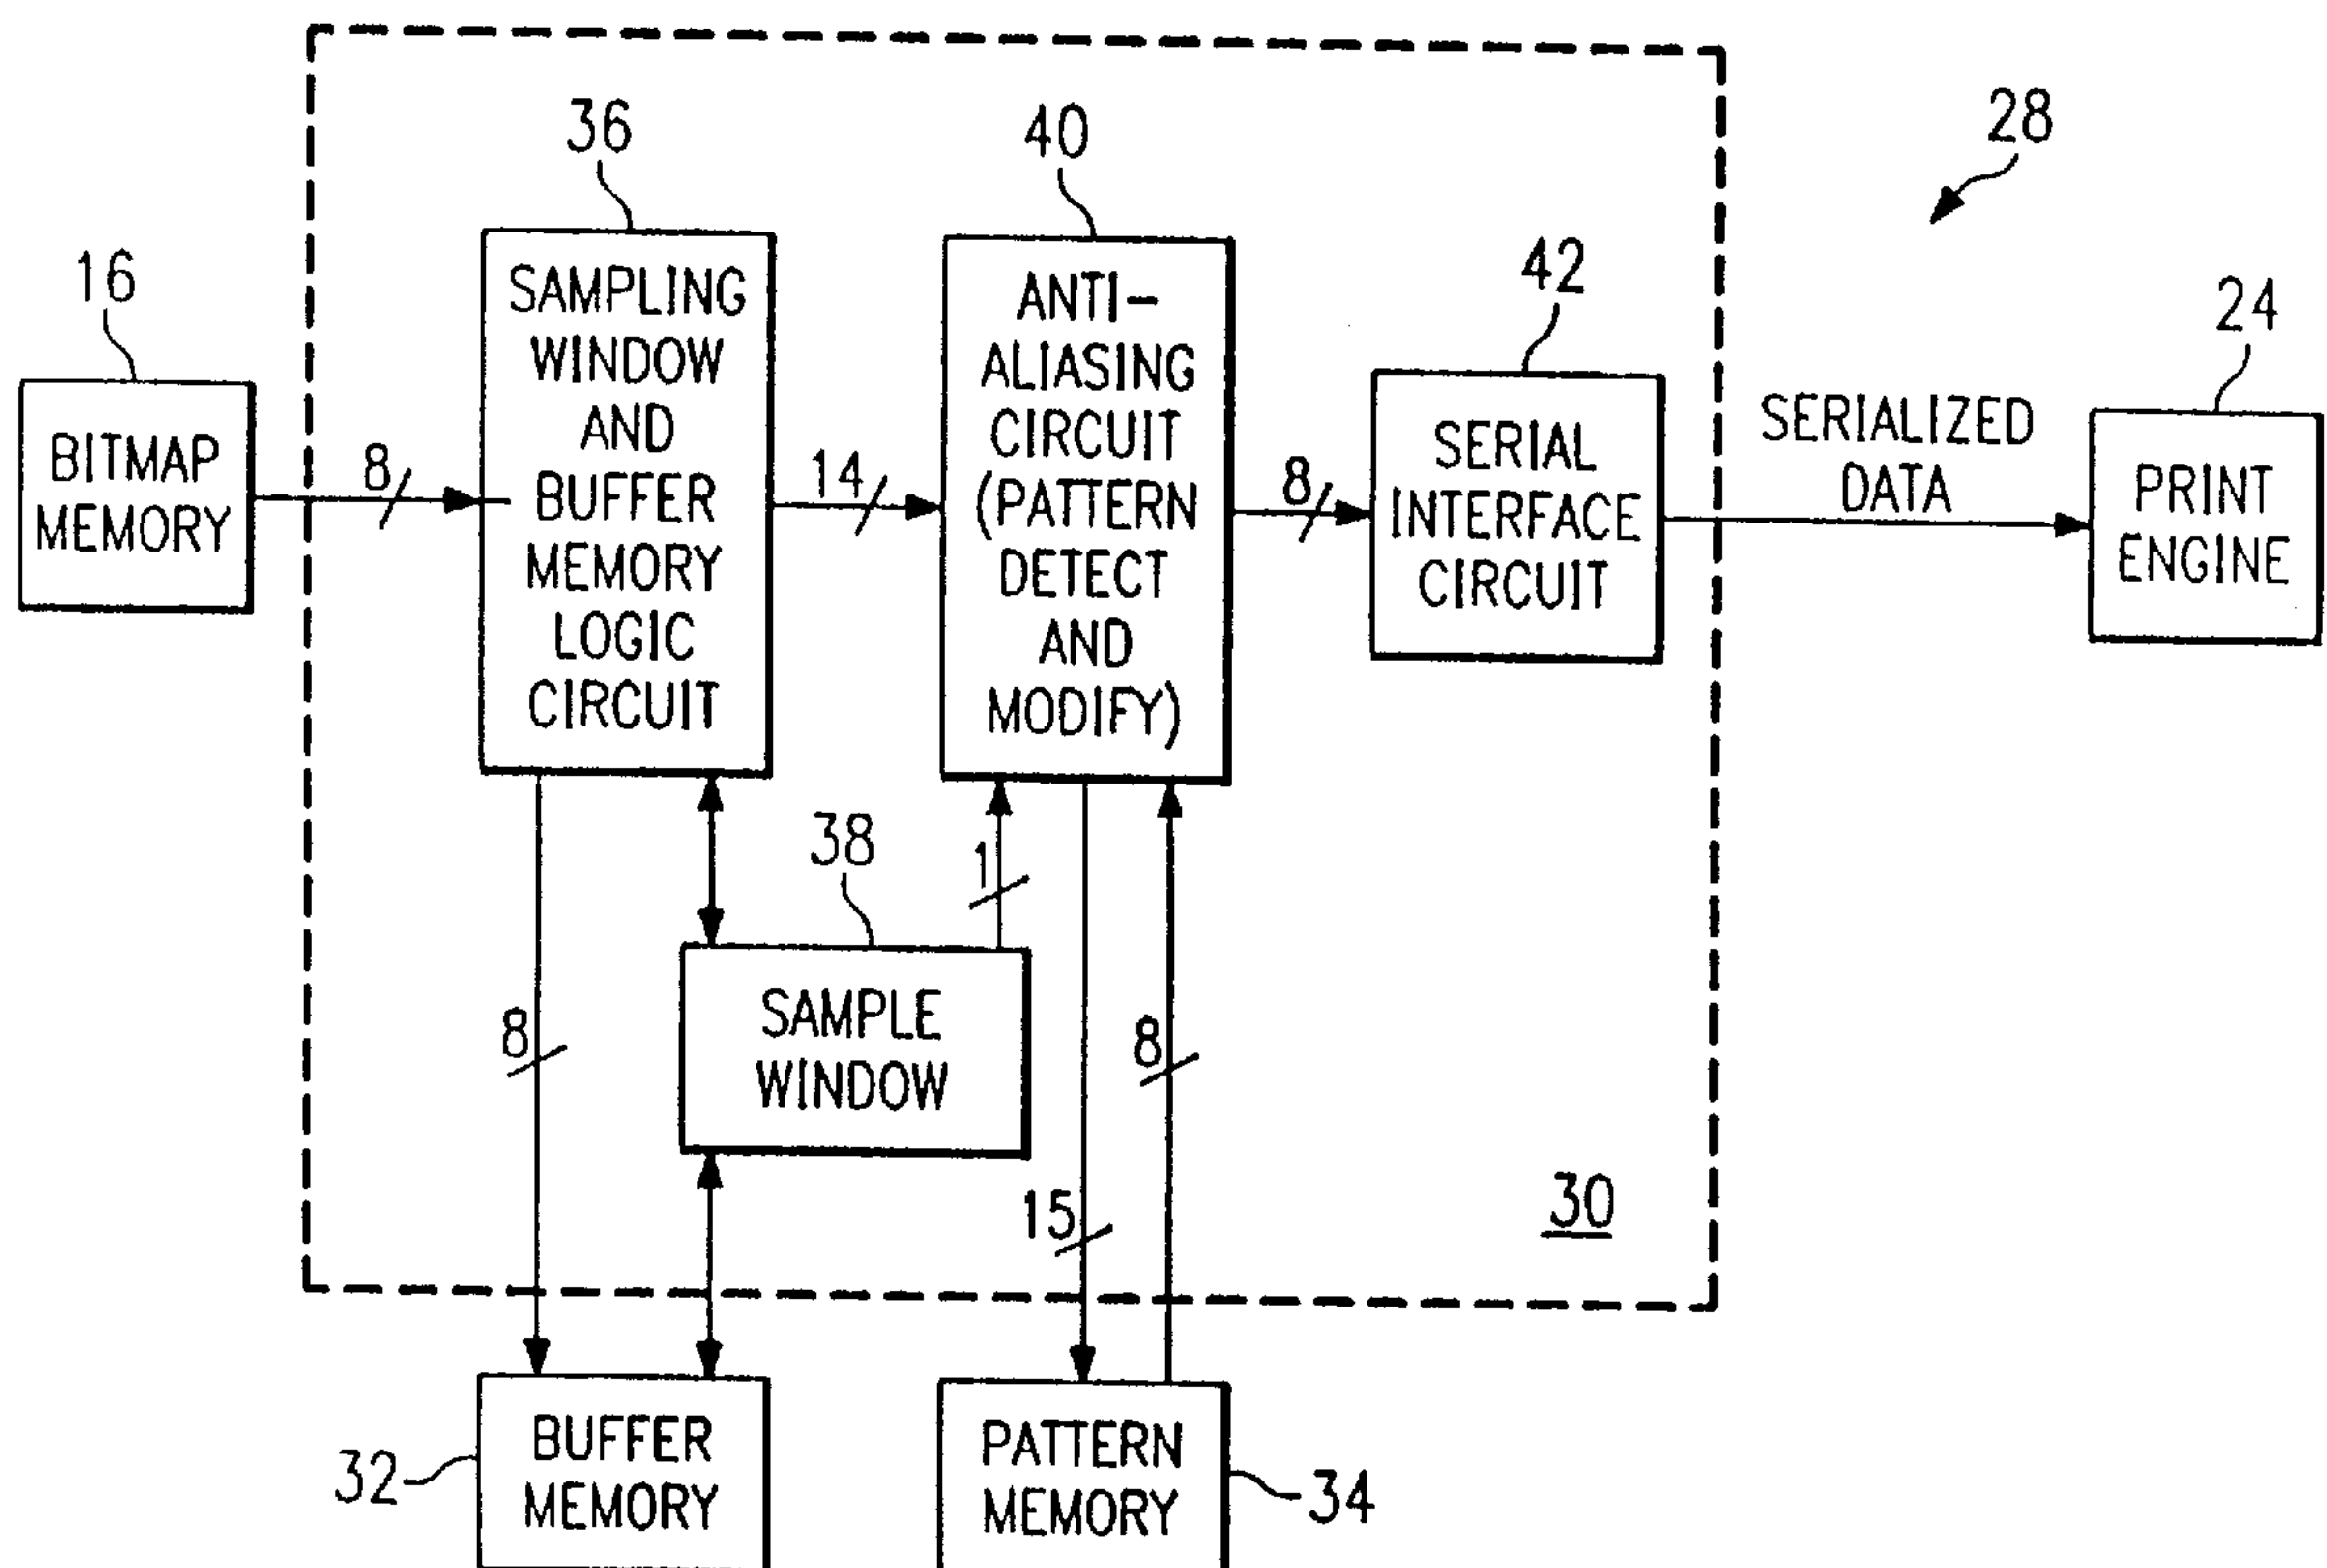 28
16
BITMAP
MEMORY
8
36
SAMPLING
WINDOW
AND
BUFFER
MEMORY
LOGIC
CIRCUIT
14
40
ANTI-
ALIASING
CIRCUIT
(PATTERN
DETECT
AND
MODIFY)
8
42
SERIAL
INTERFACE
CIRCUIT
SERIALIZED
DATA
24
PRINT
ENGINE
38
SAMPLE
WINDOW
1
8
15
8
30
32
BUFFER
MEMORY
PATTERN
MEMORY
34